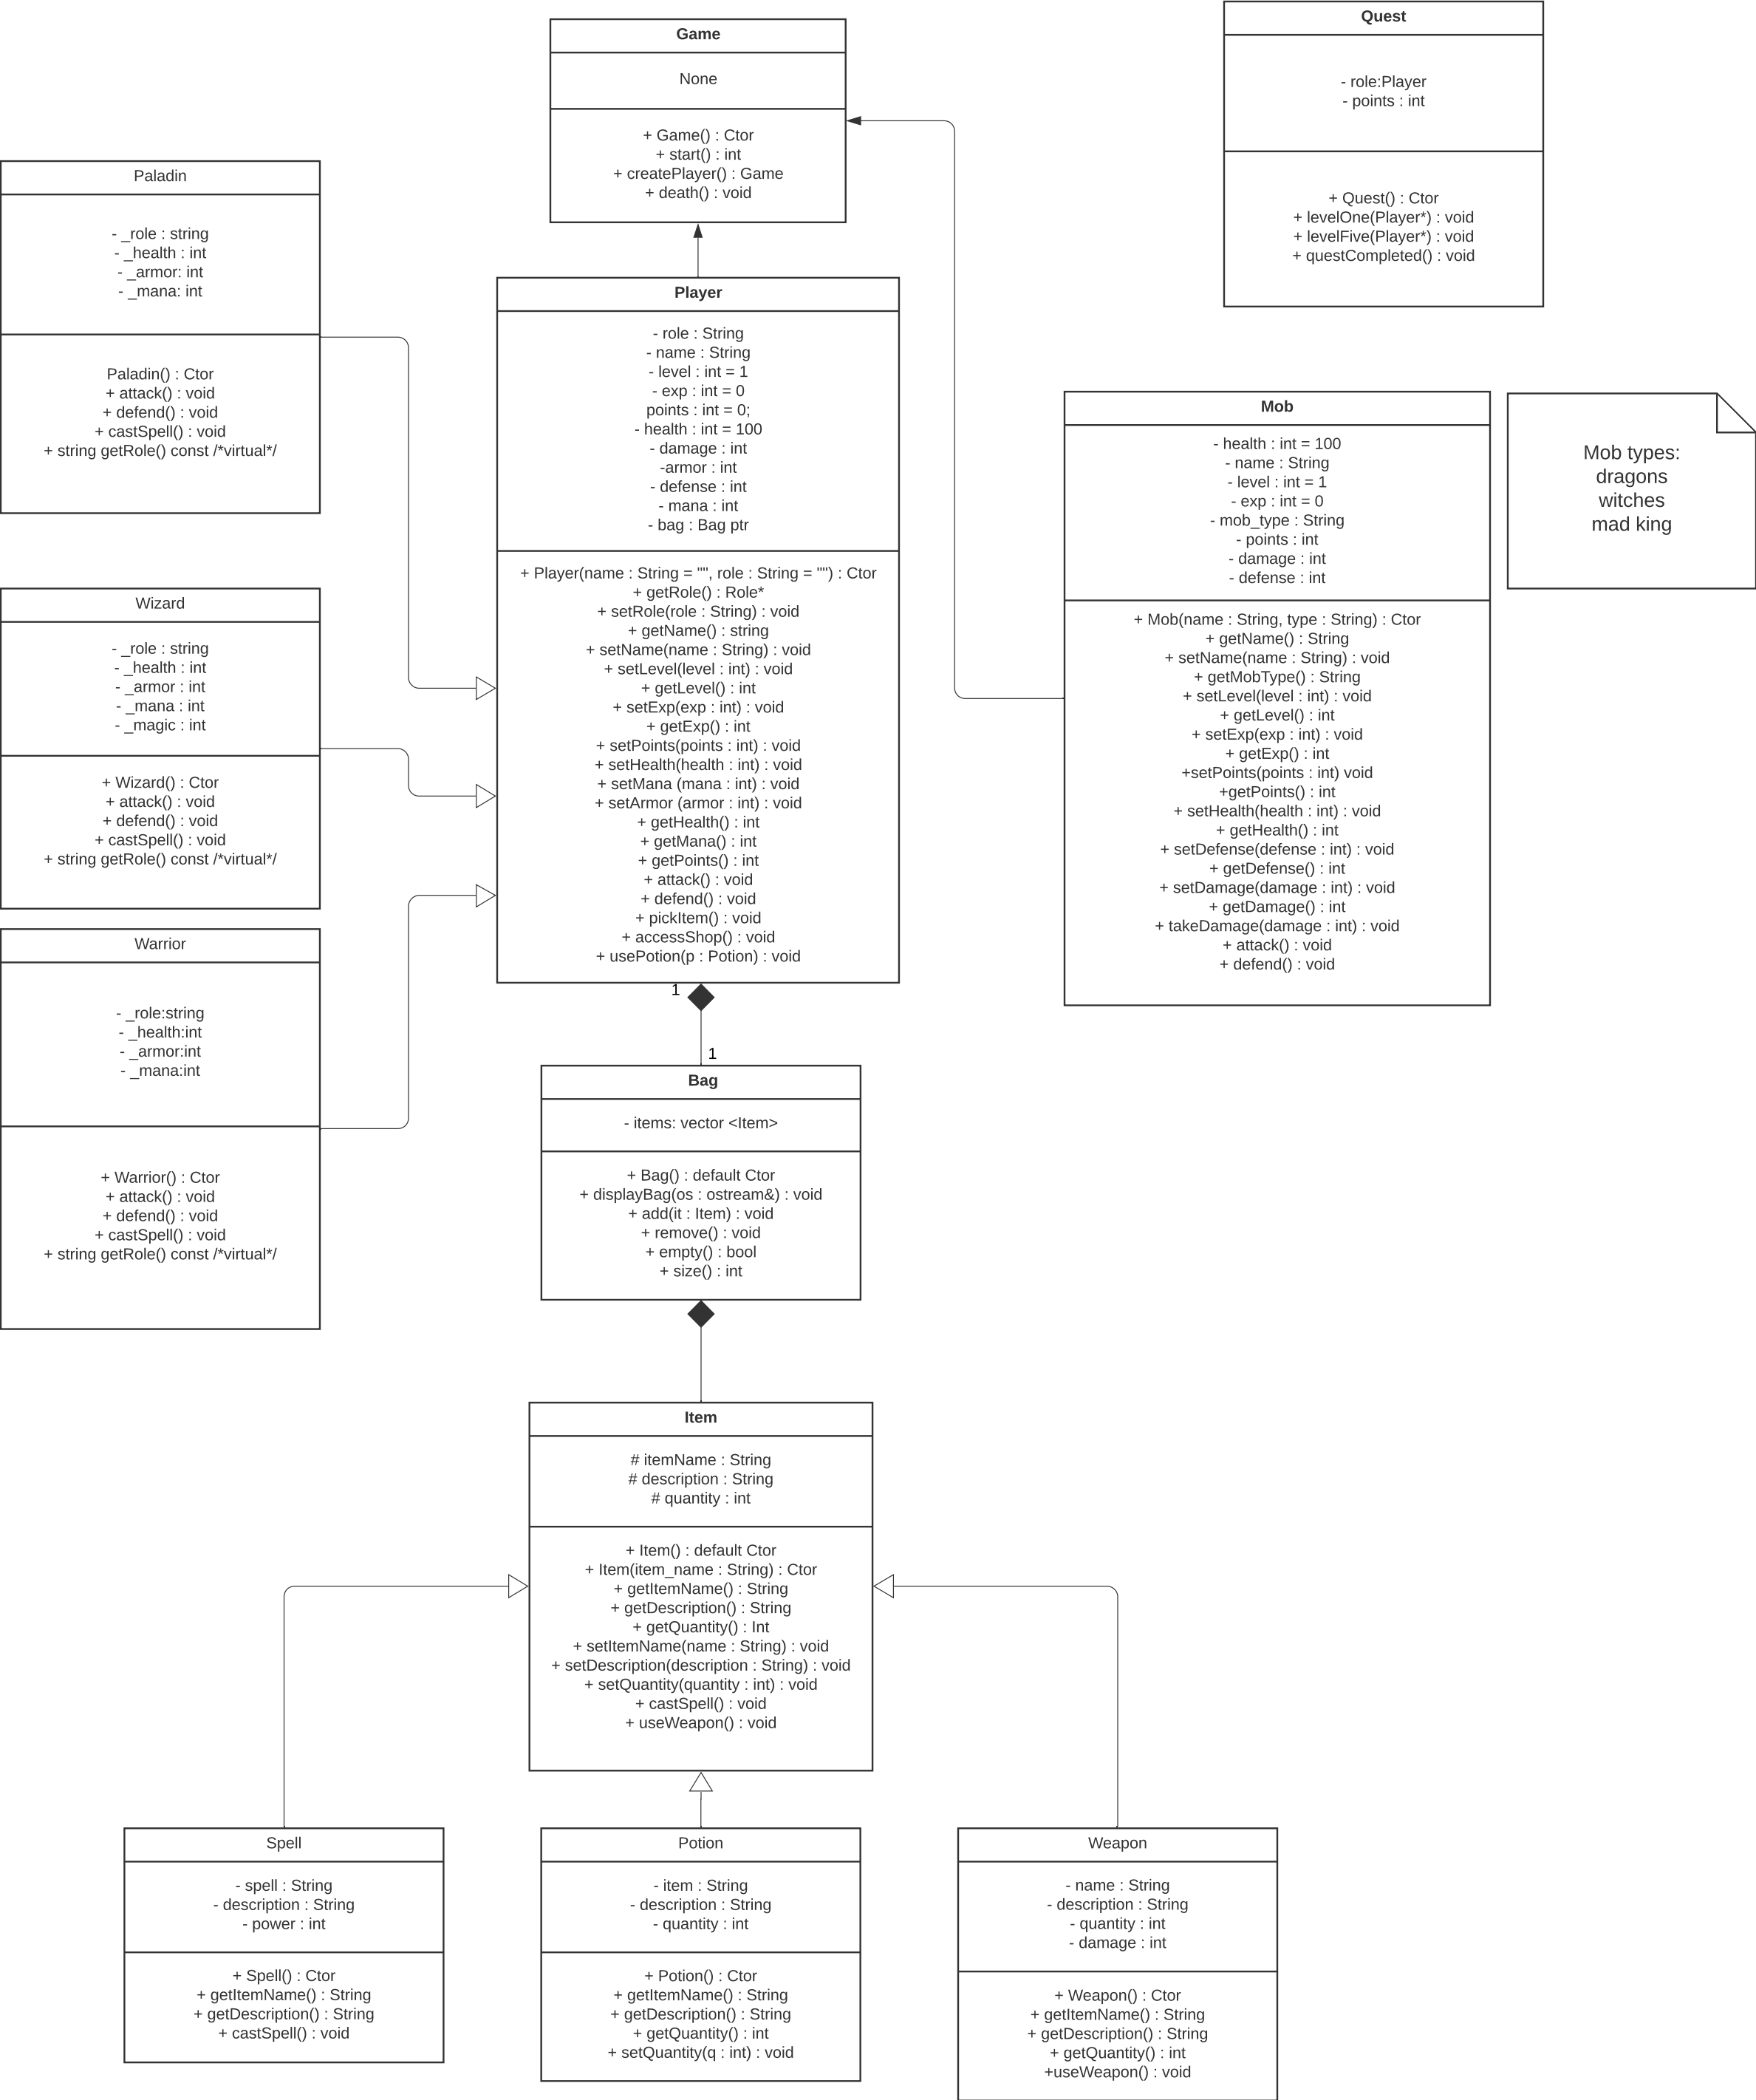 Game
None
+ Game() : Ctor
+ start() : int
+ createPlayer() : Game
+ death() : void
Quest
- role:Player
- points : int
+ Quest() : Ctor
+ levelOne(Player*) : void
+ levelFive(Player*) : void
+ questCompleted() : void
Paladin
- _role : string
- _health : int
- _armor: int
- _mana: int
Paladin() : Ctor
+ attack() : void
+ defend() : void
+ castSpell() : void
+ string getRole() const /*virtual*/
Player
- role : String
- name : String
- level : int = 1
- exp : int = 0
points : int = 0;
- health : int = 100
- damage : int
-armor : int
- defense : int
- mana : int
- bag : Bag ptr
+ Player(name : String = "", role : String = "") : Ctor
+ getRole() : Role*
+ setRole(role : String) : void
+ getName() : string
+ setName(name : String) : void
+ setLevel(level : int) : void
+ getLevel() : int
+ setExp(exp : int) : void
+ getExp() : int
+ setPoints(points : int) : void
+ setHealth(health : int) : void
+ setMana (mana : int) : void
+ setArmor (armor : int) : void
+ getHealth() : int
+ getMana() : int
+ getPoints() : int
+ attack() : void
+ defend() : void
+ pickItem() : void
+ accessShop() : void
+ usePotion(p : Potion) : void
Mob
- health : int = 100
- name : String
- level : int = 1
- exp : int = 0
- mob_type : String
- points : int
- damage : int
- defense : int
+ Mob(name : String, type : String) : Ctor
+ getName() : String
+ setName(name : String) : void
+ getMobType() : String
+ setLevel(level : int) : void
+ getLevel() : int
+ setExp(exp : int) : void
+ getExp() : int
+setPoints(points : int) void
+getPoints() : int
+ setHealth(health : int) : void
+ getHealth() : int
+ setDefense(defense : int) : void
+ getDefense() : int
+ setDamage(damage : int) : void
+ getDamage() : int
+ takeDamage(damage : int) : void
+ attack() : void
+ defend() : void
Mob types:
dragons
witches
mad king
Wizard
- _role : string
- _health : int
- _armor : int
- _mana : int
- _magic : int
+ Wizard() : Ctor
+ attack() : void
+ defend() : void
+ castSpell() : void
+ string getRole() const /*virtual*/
Warrior
- _role:string
- _health:int
- _armor:int
- _mana:int
+ Warrior() : Ctor
+ attack() : void
+ defend() : void
+ castSpell() : void
+ string getRole() const /*virtual*/
1
1
Bag
- items: vector <Item>
+ Bag() : default Ctor
+ displayBag(os : ostream&) : void
+ add(it : Item) : void
+ remove() : void
+ empty() : bool
+ size() : int
Item
# itemName : String
# description : String
# quantity : int
+ Item() : default Ctor
+ Item(item_name : String) : Ctor
+ getItemName() : String
+ getDescription() : String
+ getQuantity() : Int
+ setItemName(name : String) : void
+ setDescription(description : String) : void
+ setQuantity(quantity : int) : void
+ castSpell() : void
+ useWeapon() : void
Spell
- spell : String
- description : String
- power : int
+ Spell() : Ctor
+ getItemName() : String
+ getDescription() : String
+ castSpell() : void
Potion
- item : String
- description : String
- quantity : int
+ Potion() : Ctor
+ getItemName() : String
+ getDescription() : String
+ getQuantity() : int
+ setQuantity(q : int) : void
Weapon
- name : String
- description : String
- quantity : int
- damage : int
+ Weapon() : Ctor
+ getItemName() : String
+ getDescription() : String
+ getQuantity() : int
+useWeapon() : void